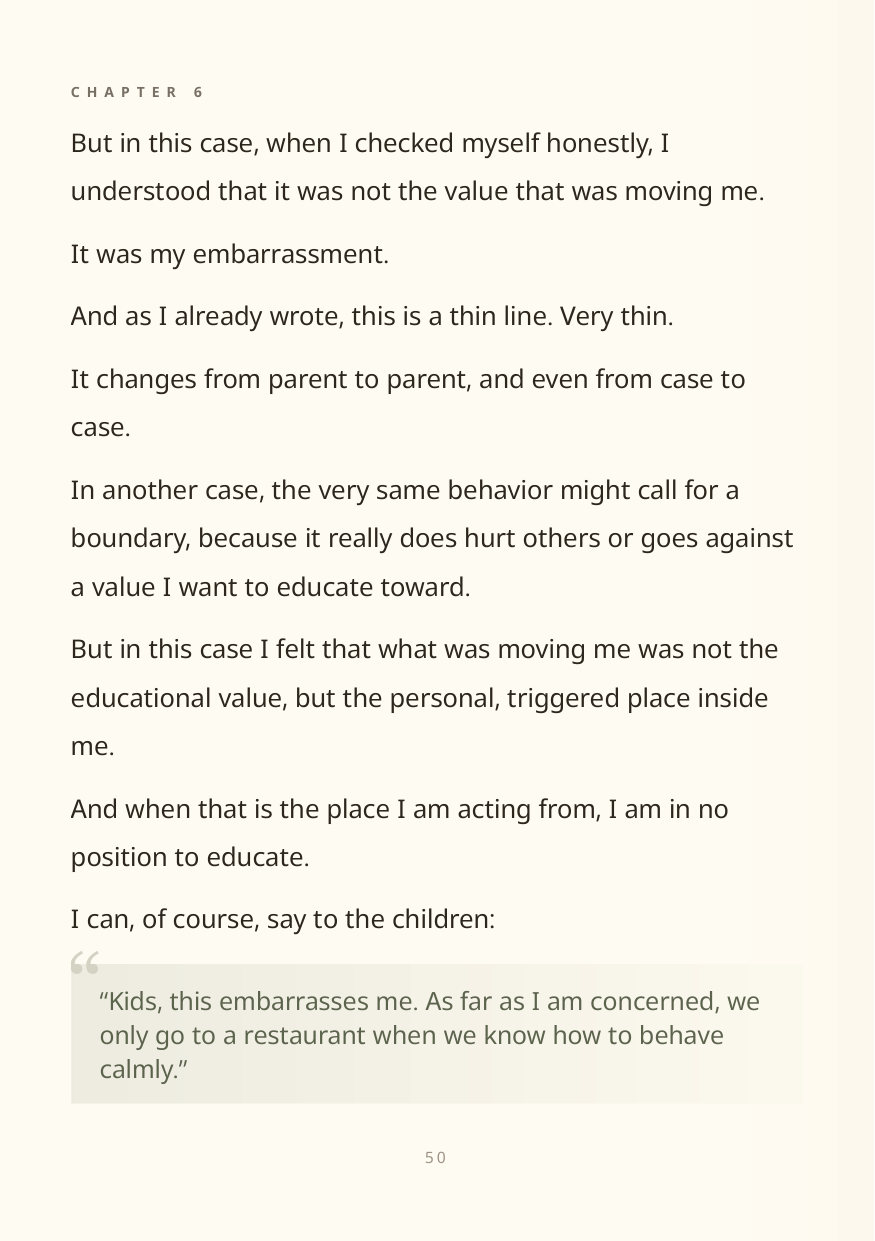 CHAPTER 6
But in this case, when I checked myself honestly, I
understood that it was not the value that was moving me.
It was my embarrassment.
And as I already wrote, this is a thin line. Very thin.
It changes from parent to parent, and even from case to
case.
In another case, the very same behavior might call for a
boundary, because it really does hurt others or goes against
a value I want to educate toward.
But in this case I felt that what was moving me was not the
educational value, but the personal, triggered place inside
me.
And when that is the place I am acting from, I am in no
position to educate.
I can, of course, say to the children:
“
“Kids, this embarrasses me. As far as I am concerned, we
only go to a restaurant when we know how to behave
calmly.”
50